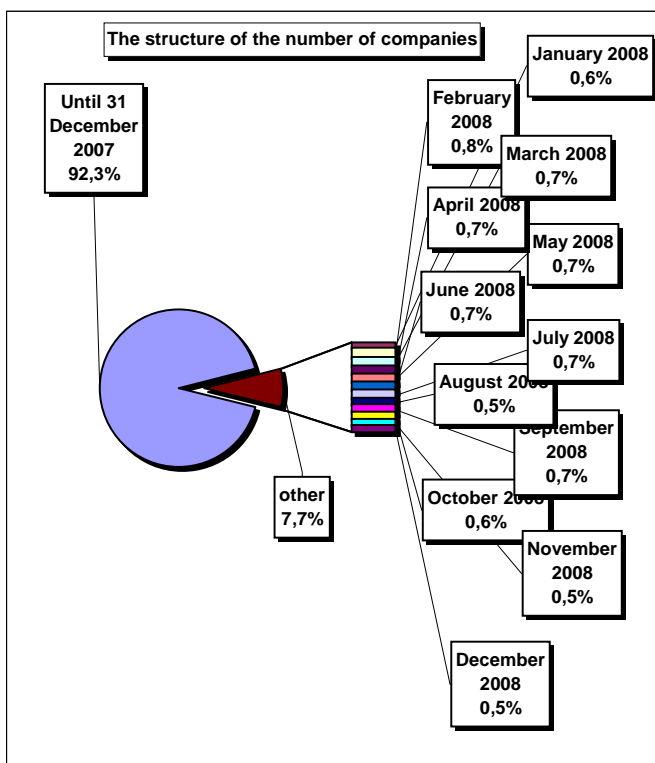 The structure of the number of companies
Until 31
December
2007
92,3%
January 2008
0,6%
February
2008
0,8%
March 2008
0,7%
April 2008
0,7%
May 2008
0,7%
June 2008
0,7%
July 2008
0,7%
August 2008
0,5%
September
2008
0,7%
October 2008
0,6%
November
2008
0,5%
December
2008
0,5%
other
7,7%